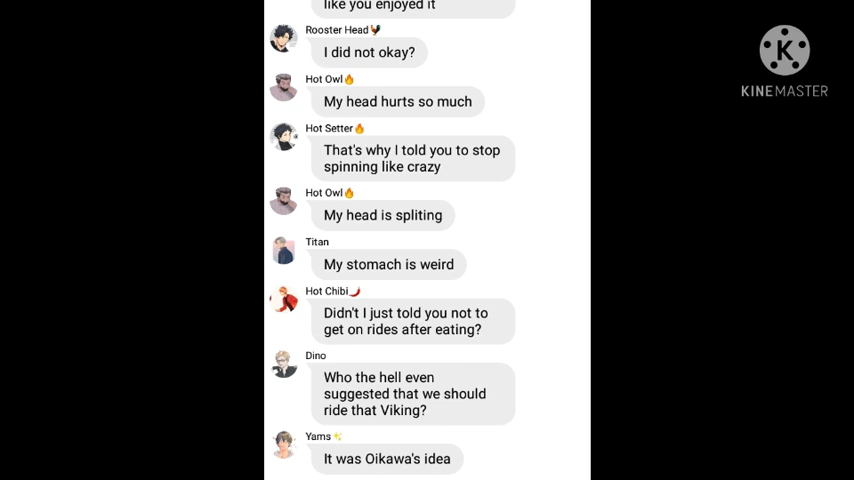 like you enjoyed it
Rooster Head🐓
I did not okay?
Hot Owl🔥
My head hurts so much
Hot Setter🔥
That's why I told you to stop
spinning like crazy
Hot Owl🔥
My head is spliting
Titan
My stomach is weird
Hot Chibi🌶️
Didn't I just told you not to
get on rides after eating?
Dino
Who the hell even
suggested that we should
ride that Viking?
Yams✨
It was Oikawa's idea
K
KINEMASTER